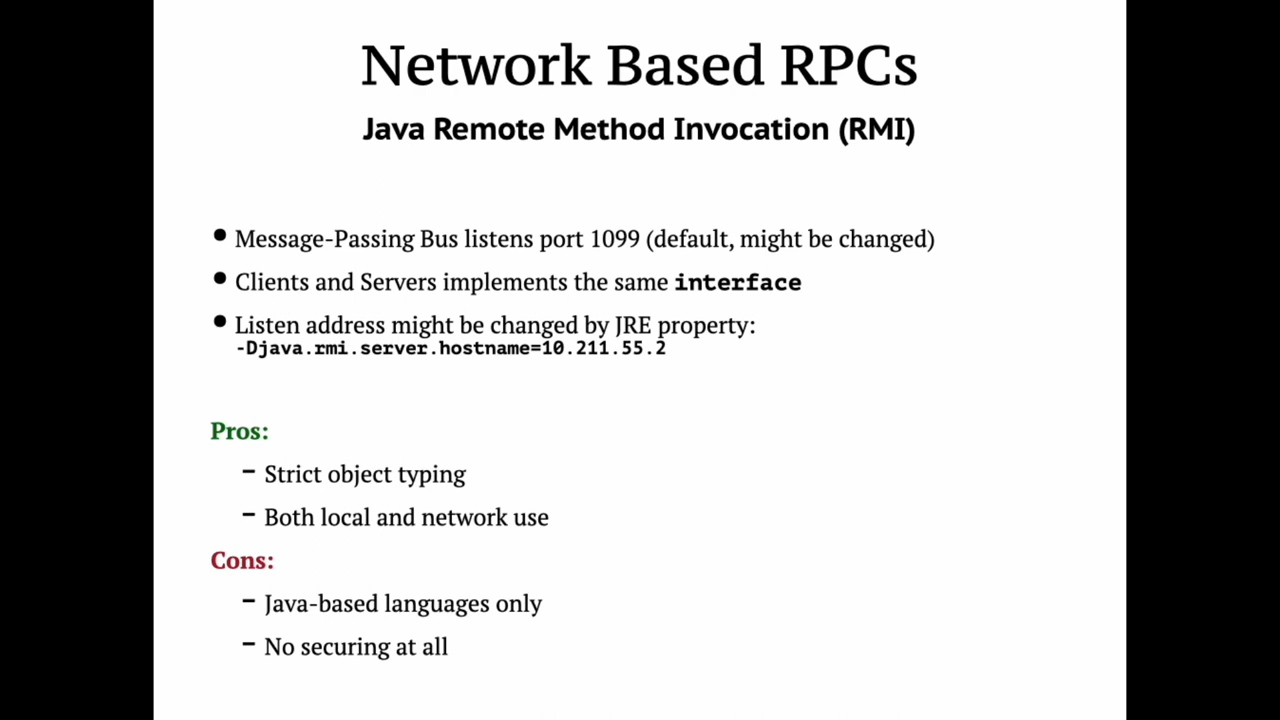 Network Based RPCs
Java Remote Method Invocation (RMI)
• Message-Passing Bus listens port 1099 (default, might be changed)
• Clients and Servers implements the same interface
• Listen address might be changed by JRE property:
-Djava.rmi.server.hostname=10.211.55.2
Pros:
– Strict object typing
– Both local and network use
Cons:
– Java-based languages only
– No securing at all